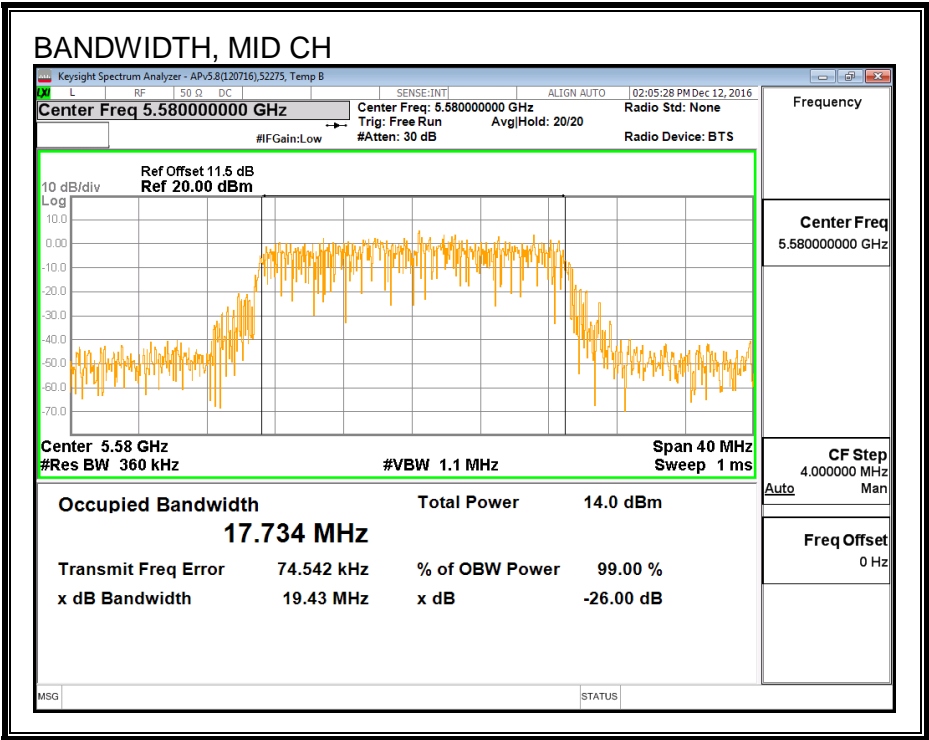 BANDWIDTH, MID CH
Keysight Spectrum Analyzer - APv5.8(120716),52275, Temp B
LXI L RF 50 Ω DC SENSE:INT ALIGN AUTO 02:05:28 PM Dec 12, 2016
Center Freq 5.580000000 GHz
Center Freq: 5.580000000 GHz
Radio Std: None
Trig: Free Run Avg|Hold: 20/20
#IFGain:Low
#Atten: 30 dB
Radio Device: BTS
Ref Offset 11.5 dB
10 dB/div Ref 20.00 dBm
Log
10.0
0.00
-10.0
-20.0
-30.0
-40.0
-50.0
-60.0
-70.0
Center 5.58 GHz Span 40 MHz
#Res BW 360 kHz #VBW 1.1 MHz Sweep 1 ms
Occupied Bandwidth Total Power 14.0 dBm
17.734 MHz
Transmit Freq Error 74.542 kHz % of OBW Power 99.00 %
x dB Bandwidth 19.43 MHz x dB -26.00 dB
MSG STATUS
Frequency
Center Freq
5.580000000 GHz
CF Step
4.000000 MHz
Auto Man
Freq Offset
0 Hz